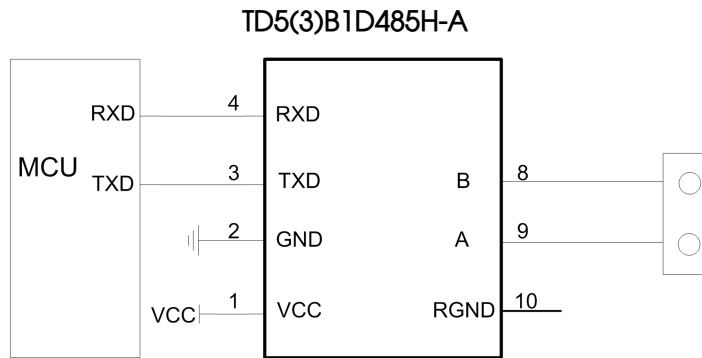 TD5(3)B1D485H-A
RXD 4 RXD
MCU
TXD 3 TXD B 8
2 GND A 9
VCC 1 VCC RGND 10